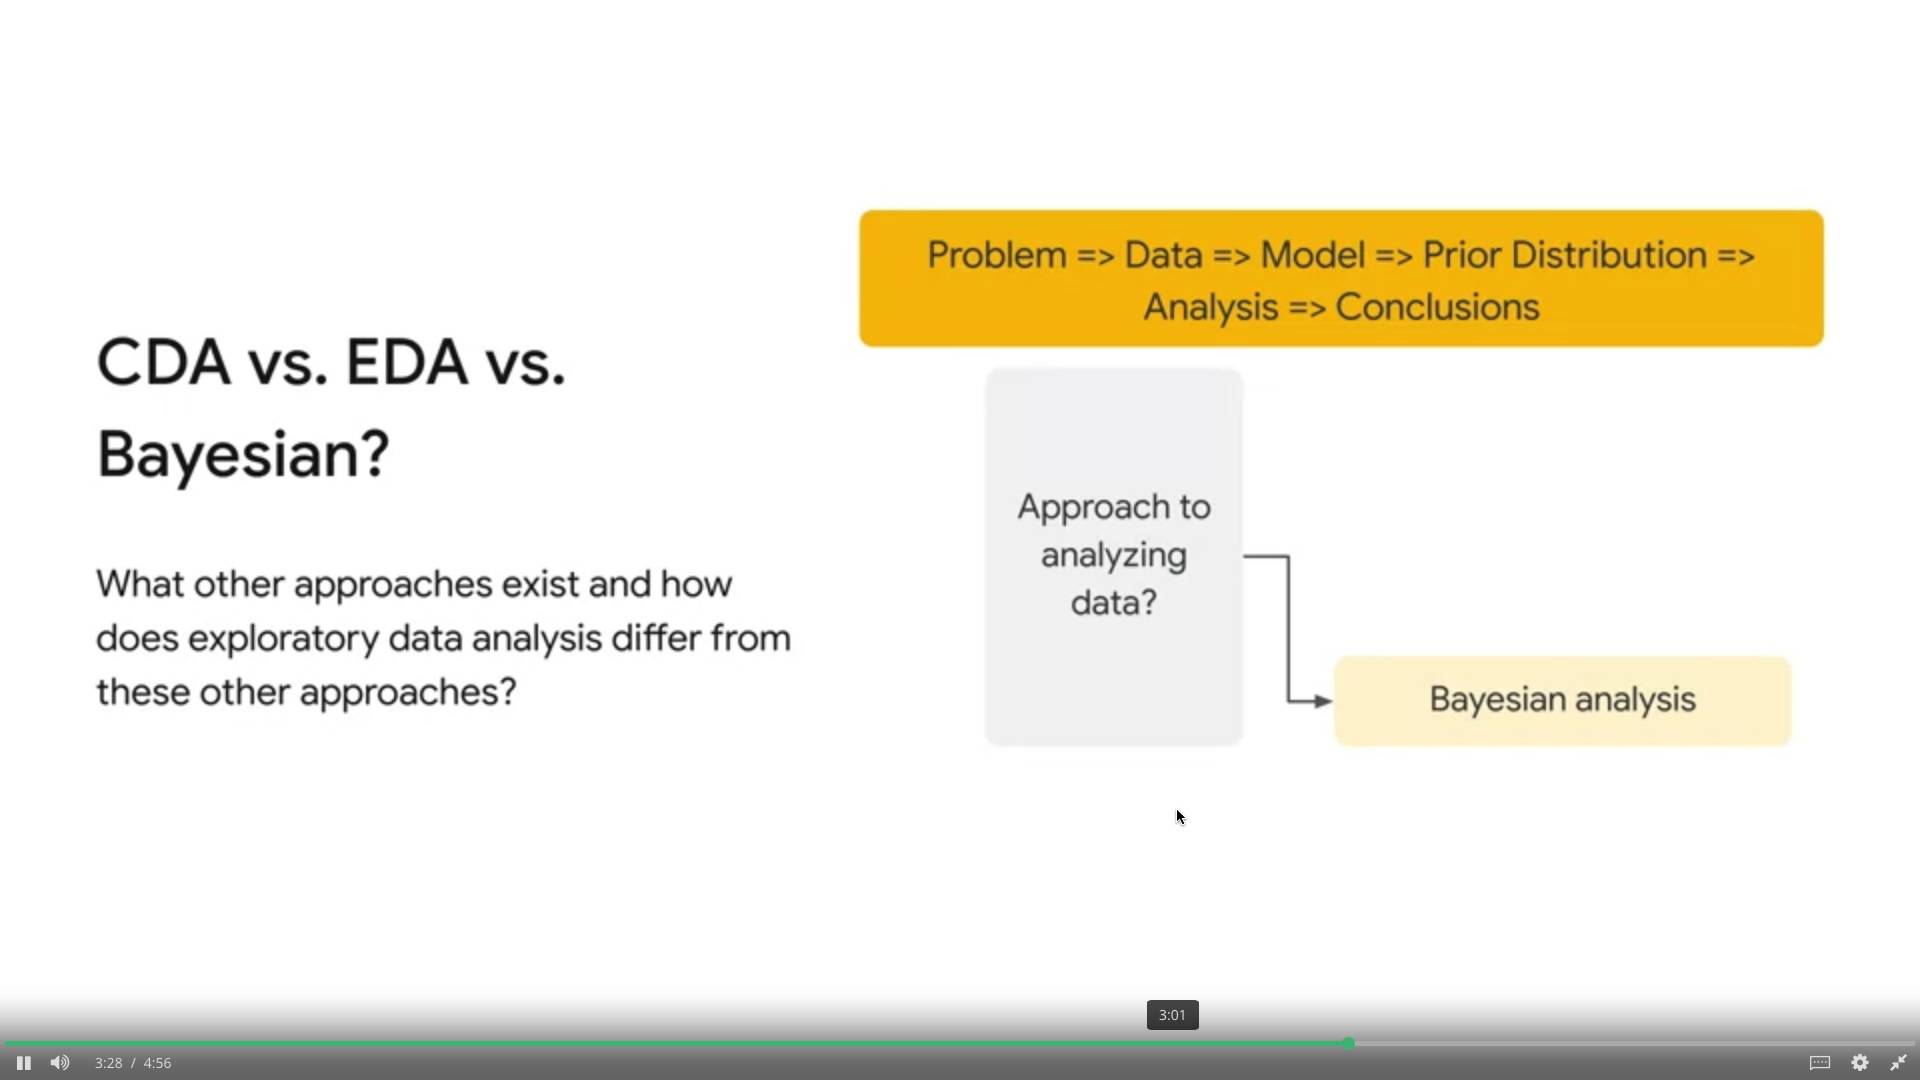 CDA vs. EDA vs.
Bayesian?
What other approaches exist and how
does exploratory data analysis differ from
these other approaches?
Problem => Data => Model => Prior Distribution =>
Analysis => Conclusions
Approach to
analyzing
data?
Bayesian analysis
3:01
3:28 / 4:56